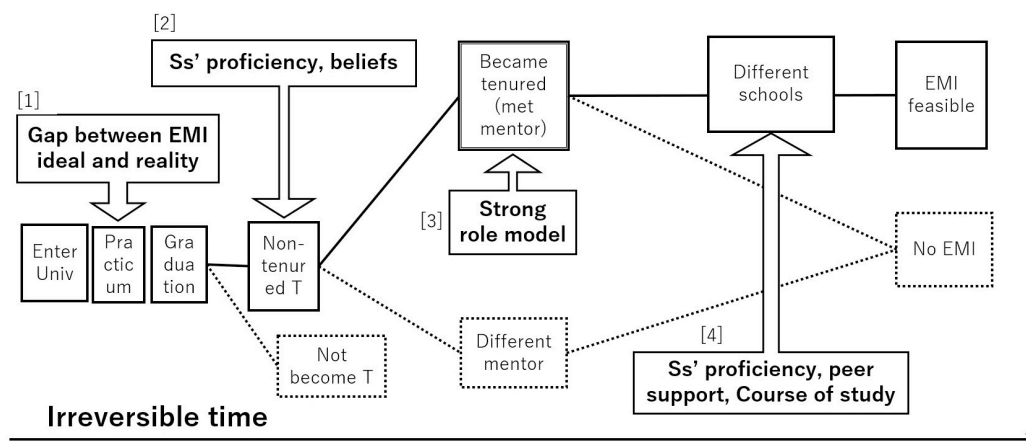 [2]
Ss’ proficiency, beliefs
[1]
Gap between EMI
ideal and reality
Enter
Univ
Pra
ctic
um
Gra
dua
tion
Non-
tenur
ed T
Not
become T
Became
tenured
(met
mentor)
[3]
Strong
role model
Different
mentor
Different
schools
EMI
feasible
No EMI
[4]
Ss’ proficiency, peer
support, Course of study
Irreversible time